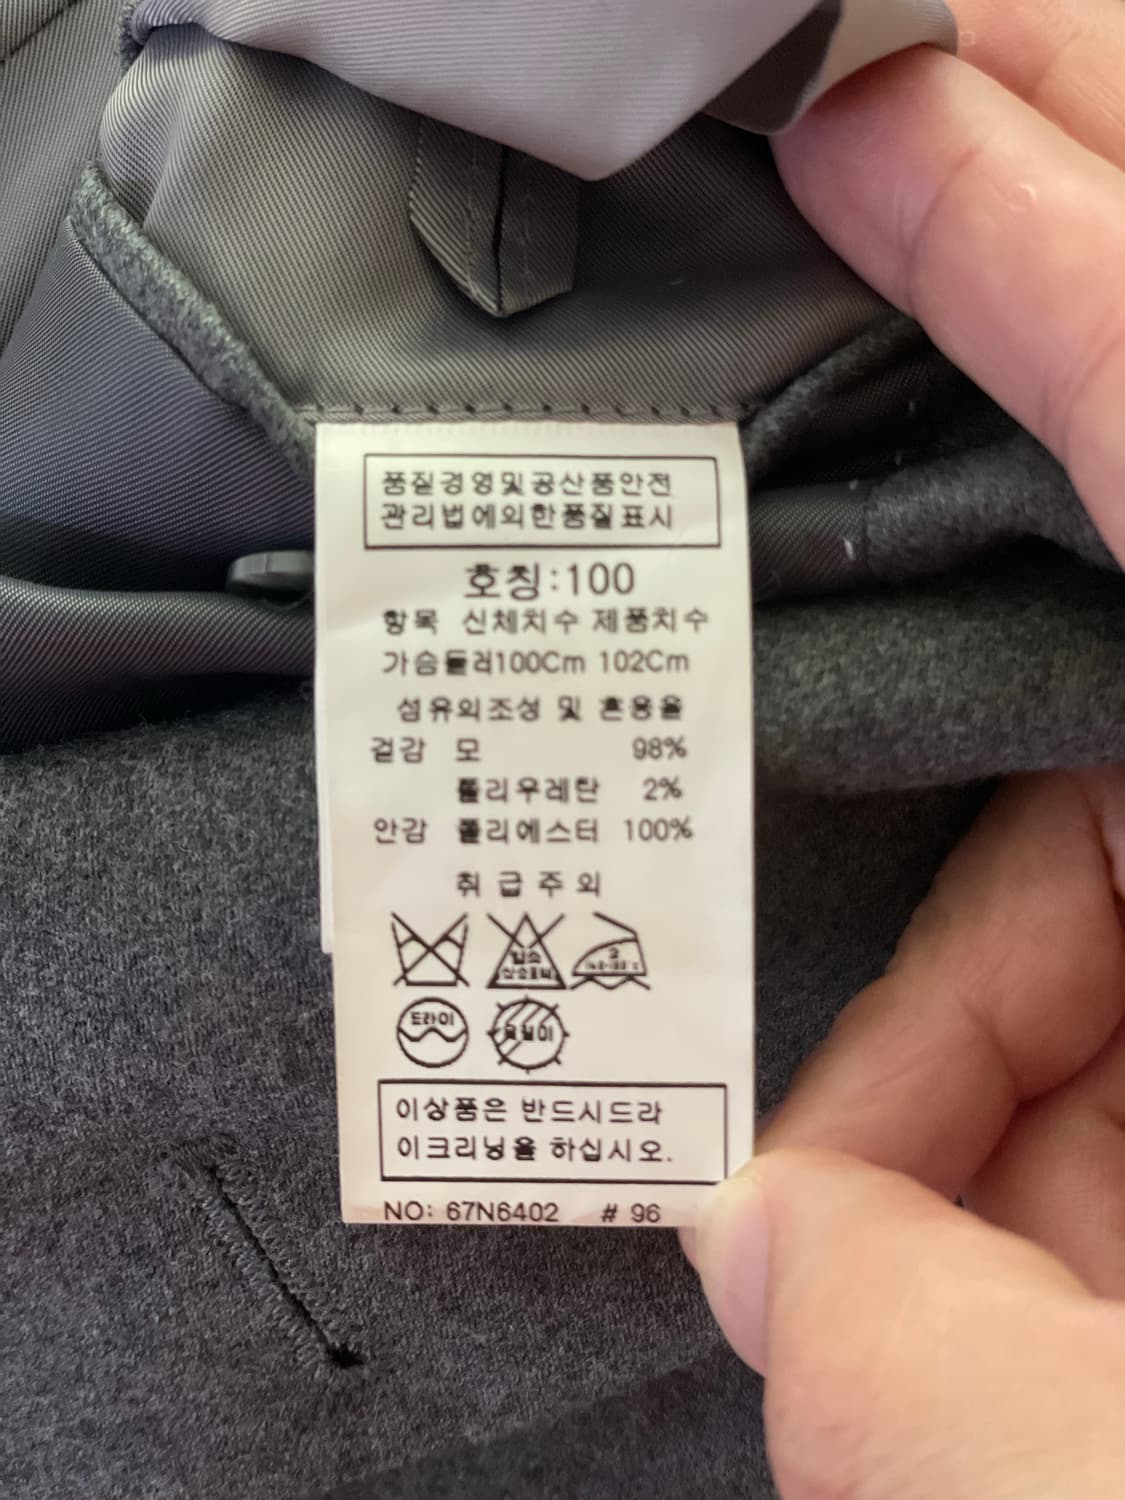 품질경영및공산품안전
관리법에의한품질표시
호칭:100
항목 신체치수 제품치수
가슴둘레100Cm 102Cm
섬유의조성 및 혼용율
겉감 모 98%
폴리우레탄 2%
안감 폴리에스터 100%
취급주의
드라이
이상품은 반드시드라
이크리닝을 하십시오.
NO: 67N6402 # 96